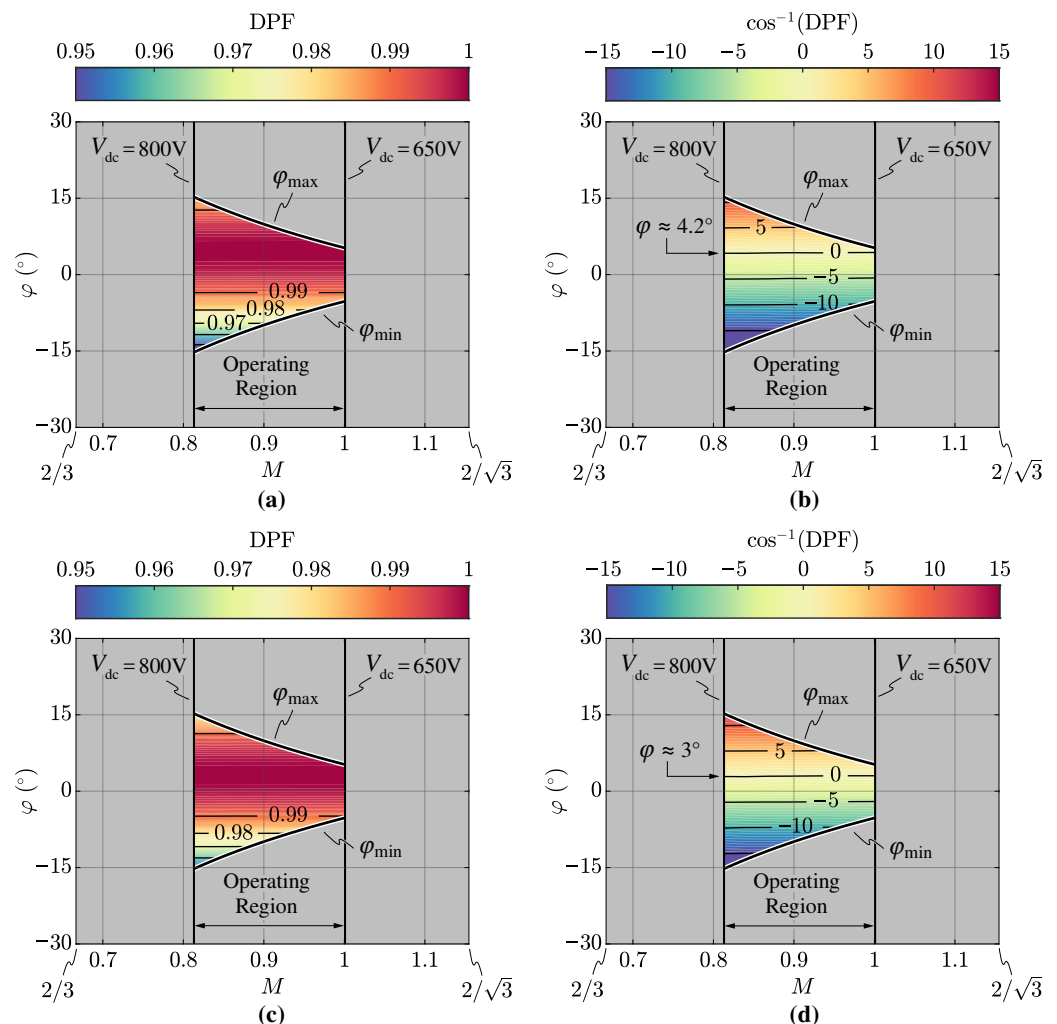 DPF
0.95 0.96 0.97 0.98 0.99 1
30
15
0
−15
−30
φ (°)
V_dc = 800V
V_dc = 650V
φ_max
0.99
0.98
0.97
φ_min
Operating
Region
0.7 0.8 0.9 1 1.1
2/3
M
2/√3
(a)
cos⁻¹(DPF)
−15 −10 −5 0 5 10 15
30
15
0
−15
−30
φ (°)
V_dc = 800V
V_dc = 650V
φ_max
φ ≈ 4.2°
5
0
−5
−10
φ_min
Operating
Region
0.7 0.8 0.9 1 1.1
2/3
M
2/√3
(b)
DPF
0.95 0.96 0.97 0.98 0.99 1
30
15
0
−15
−30
φ (°)
V_dc = 800V
V_dc = 650V
φ_max
0.99
0.98
φ_min
Operating
Region
0.7 0.8 0.9 1 1.1
2/3
M
2/√3
(c)
cos⁻¹(DPF)
−15 −10 −5 0 5 10 15
30
15
0
−15
−30
φ (°)
V_dc = 800V
V_dc = 650V
φ_max
φ ≈ 3°
5
0
−5
−10
φ_min
Operating
Region
0.7 0.8 0.9 1 1.1
2/3
M
2/√3
(d)